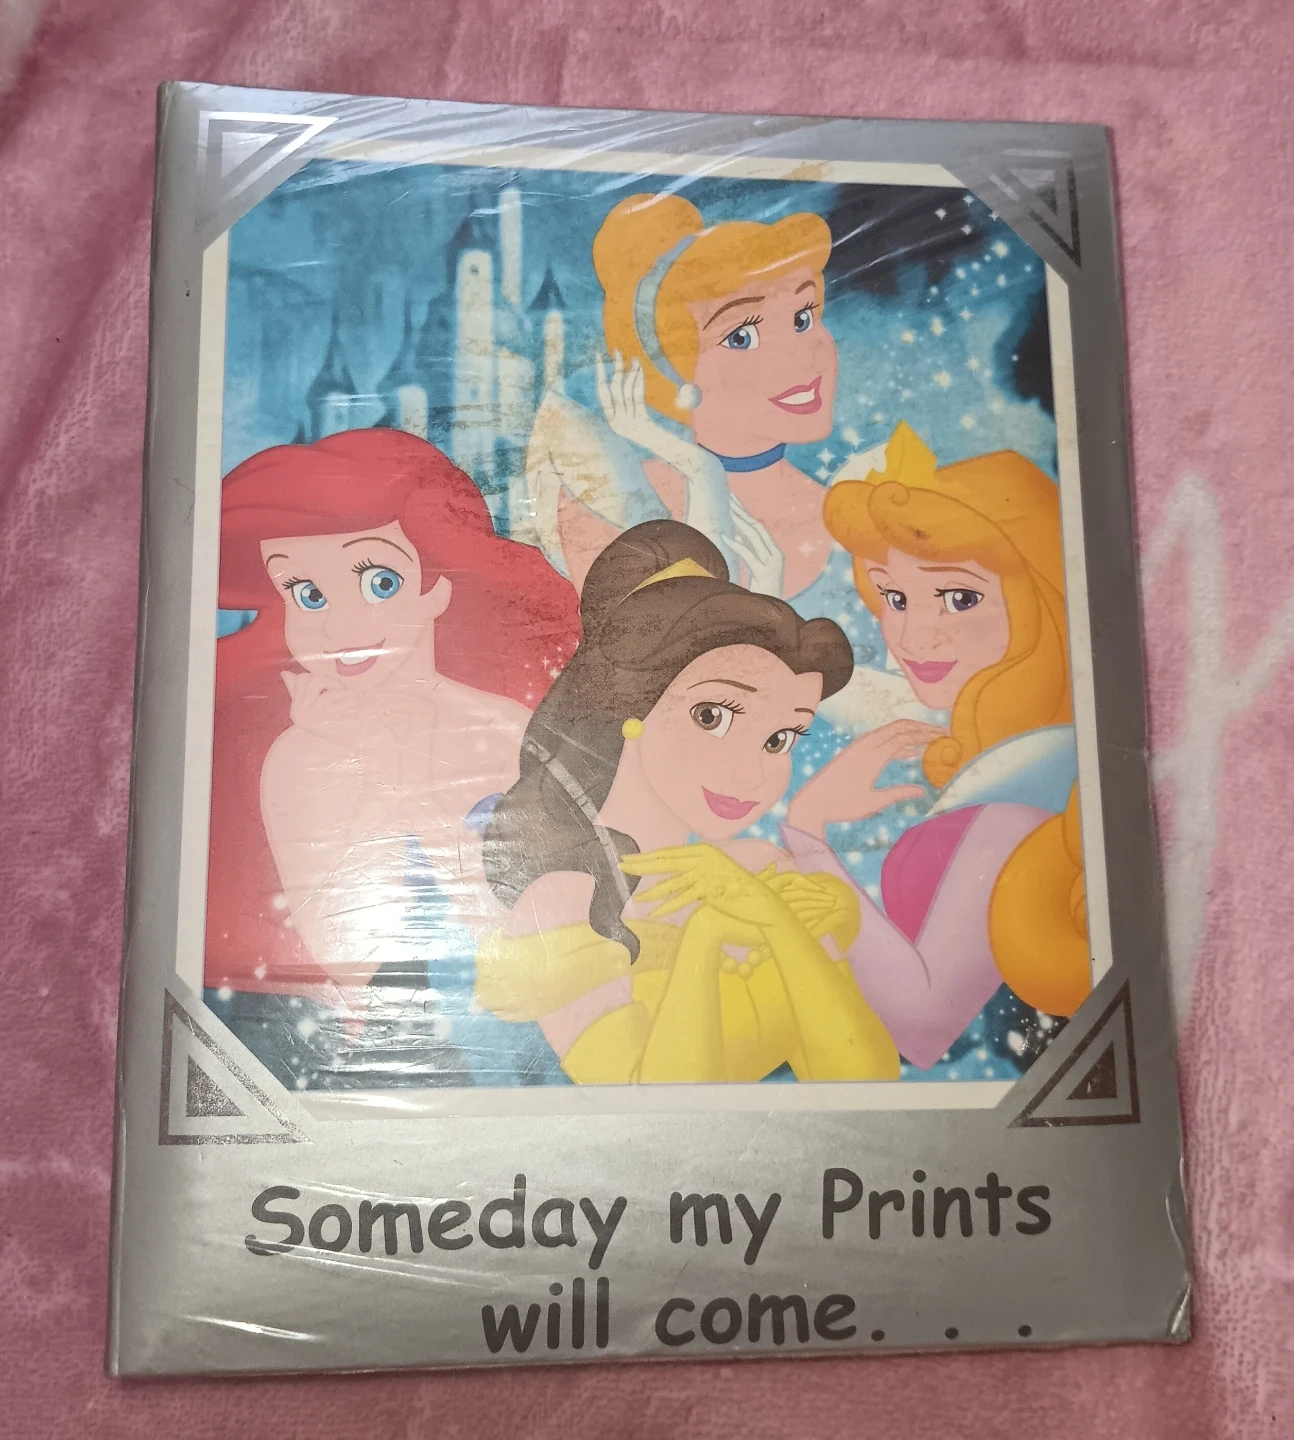 Someday my Prints
will come. . .